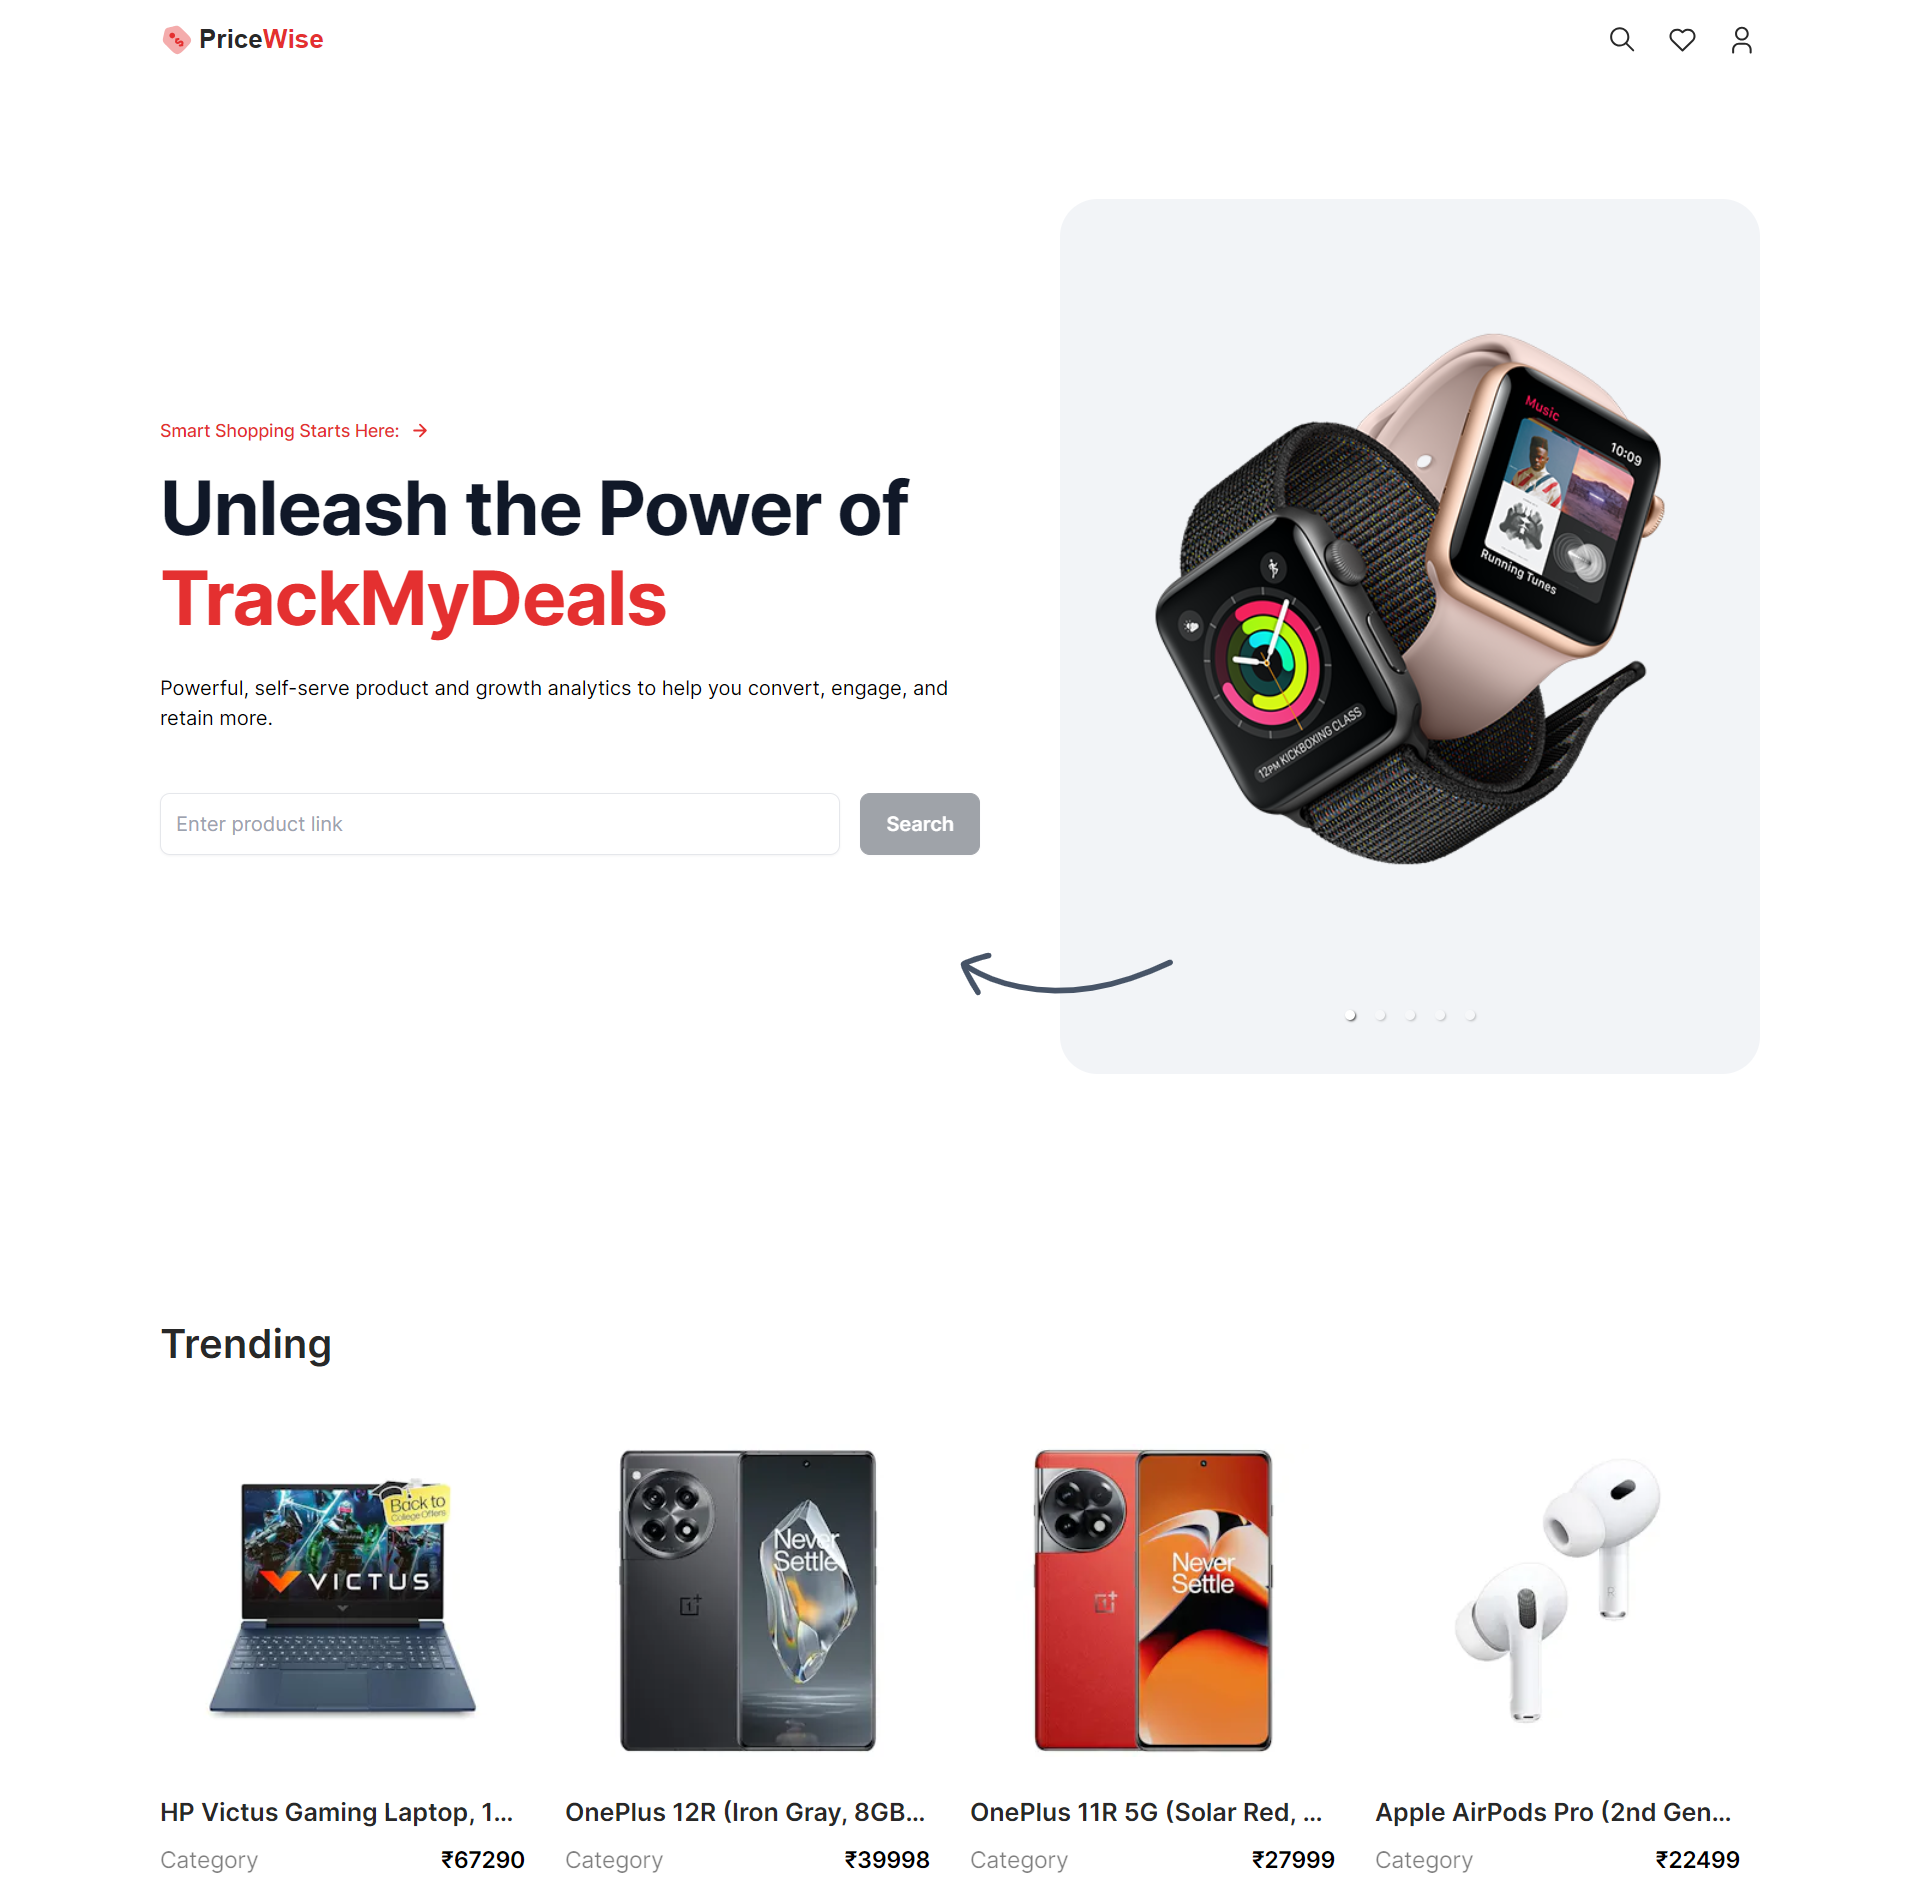 PriceWise
Smart Shopping Starts Here:
Unleash the Power of
TrackMyDeals
Powerful, self-serve product and growth analytics to help you convert, engage, and
retain more.
Enter product link
Search
Music
10:09
Running Tunes
12PM KICKBOXING CLASS
Trending
Back to
College Offers
VICTUS
Never
Settle
Never
Settle
R
HP Victus Gaming Laptop, 1...
OnePlus 12R (Iron Gray, 8GB...
OnePlus 11R 5G (Solar Red, ...
Apple AirPods Pro (2nd Gen...
Category ₹67290
Category ₹39998
Category ₹27999
Category ₹22499